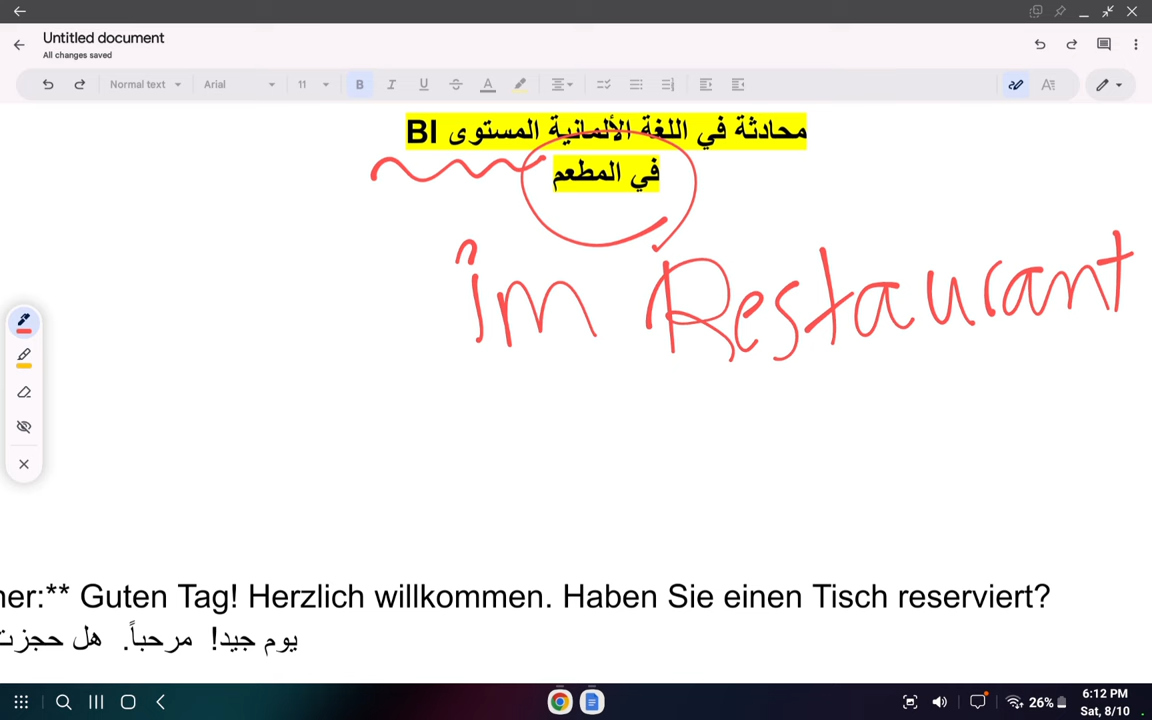 Untitled document
All changes saved
Normal text
Arial
11
B I U S A
محادثة في اللغة الألمانية المستوى BI
في المطعم
im Restaurant
ner:** Guten Tag! Herzlich willkommen. Haben Sie einen Tisch reserviert?
يوم جيد! مرحباً. هل حجزت
26%
6:12 PM
Sat, 8/10